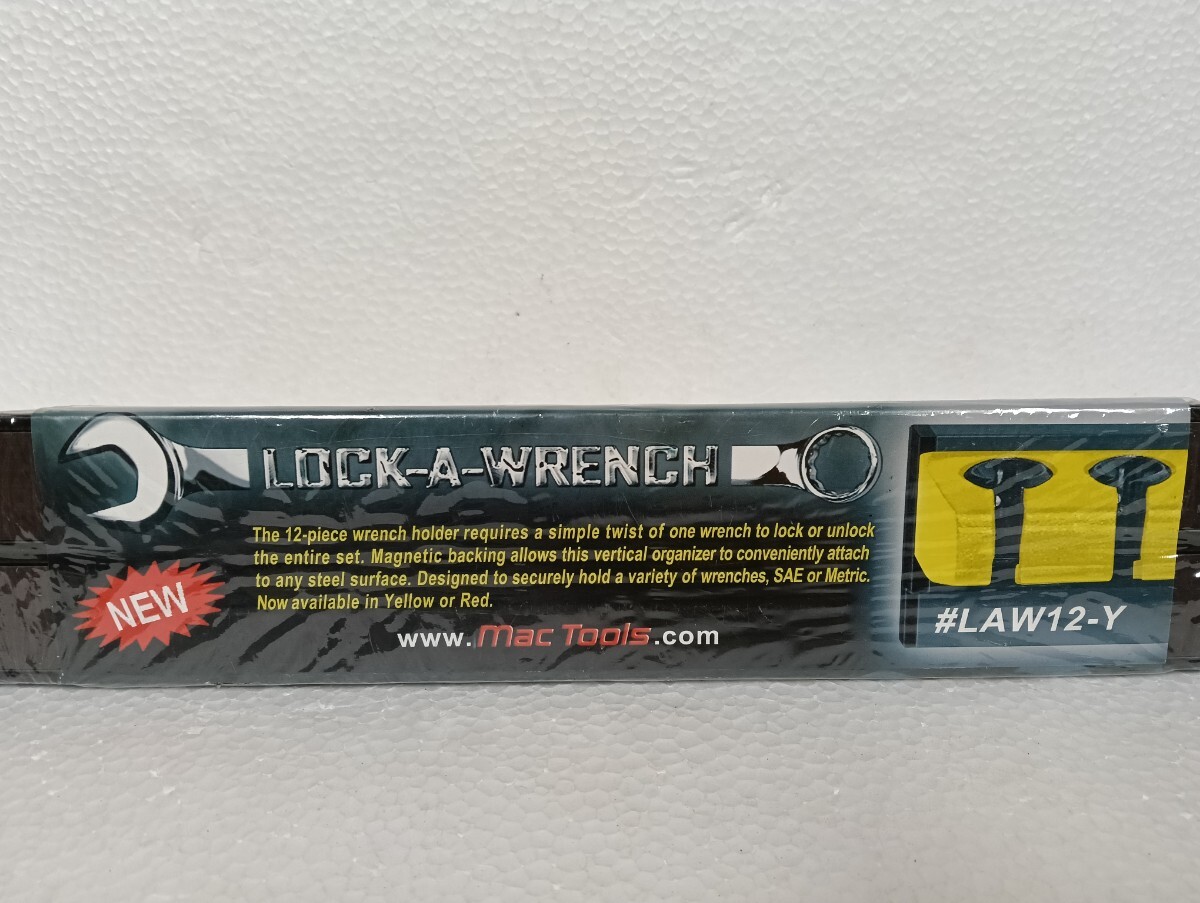 LOCK-A-WRENCH
The 12-piece wrench holder requires a simple twist of one wrench to lock or unlock
the entire set. Magnetic backing allows this vertical organizer to conveniently attach
to any steel surface. Designed to securely hold a variety of wrenches, SAE or Metric.
Now available in Yellow or Red.
NEW
www.Mac Tools.com
#LAW12-Y